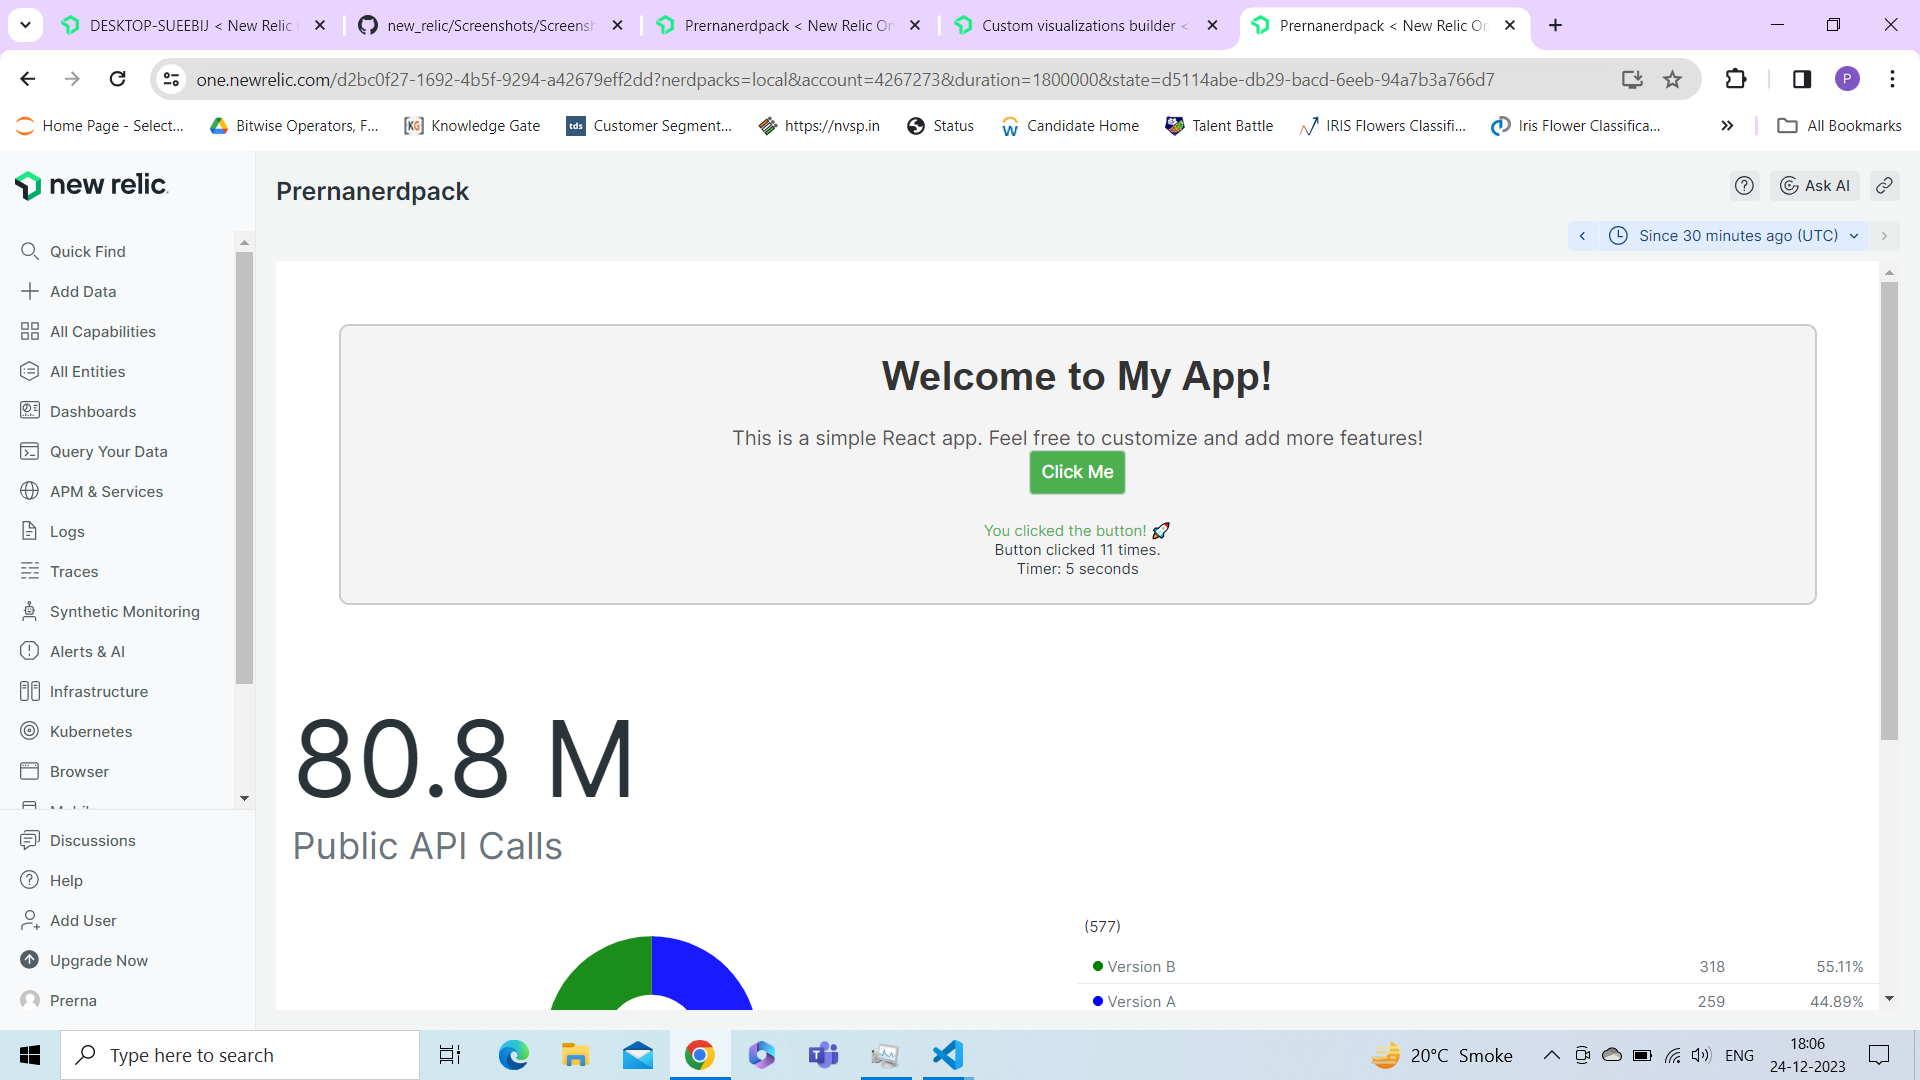 DESKTOP-SUEEBIJ < New Relic
new_relic/Screenshots/Screensh
Prernanerdpack < New Relic On
Custom visualizations builder <
Prernanerdpack < New Relic On
one.newrelic.com/d2bc0f27-1692-4b5f-9294-a42679eff2dd?nerdpacks=local&account=4267273&duration=1800000&state=d5114abe-db29-bacd-6eeb-94a7b3a766d7
P
Home Page - Select...
Bitwise Operators, F...
KG Knowledge Gate
tds Customer Segment...
https://nvsp.in
Status
Candidate Home
Talent Battle
IRIS Flowers Classifi...
Iris Flower Classifica...
All Bookmarks
new relic
Prernanerdpack
Ask AI
Since 30 minutes ago (UTC)
Quick Find
Add Data
All Capabilities
All Entities
Dashboards
Query Your Data
APM & Services
Logs
Traces
Synthetic Monitoring
Alerts & AI
Infrastructure
Kubernetes
Browser
Discussions
Help
Add User
Upgrade Now
Prerna
Welcome to My App!
This is a simple React app. Feel free to customize and add more features!
Click Me
You clicked the button! 🚀
Button clicked 11 times.
Timer: 5 seconds
80.8 M
Public API Calls
(577)
Version B 318 55.11%
Version A 259 44.89%
Type here to search
20°C Smoke
ENG
18:06
24-12-2023